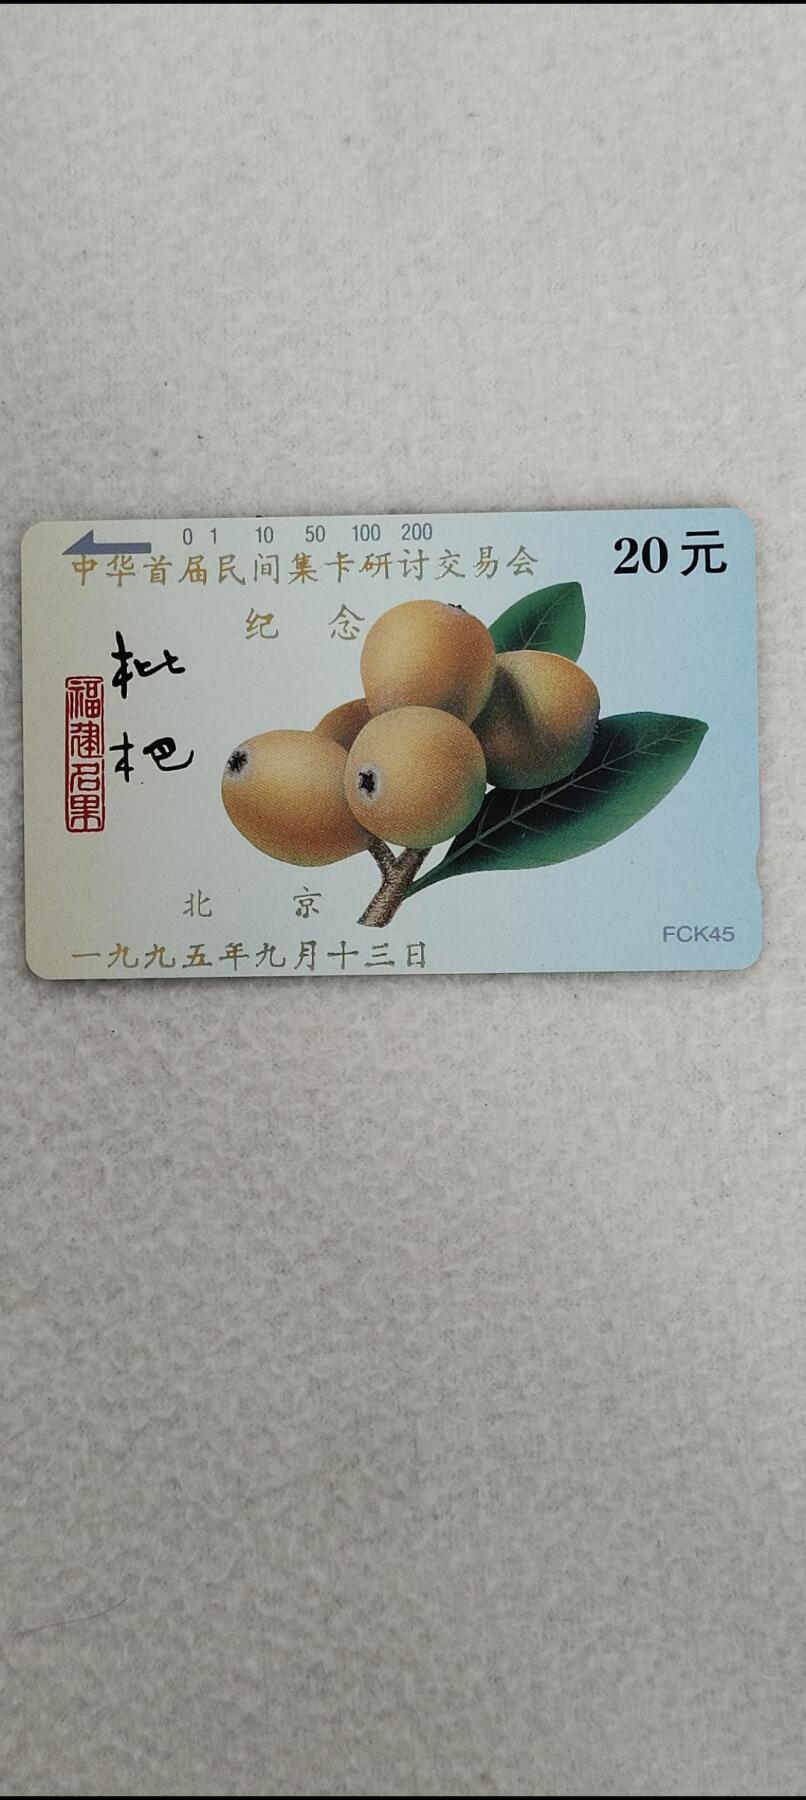 0 1 10 50 100 200
20元
中华首届民间集卡研讨交易会
纪念
枇杷
福建名果
北京
FCK45
一九九五年九月十三日